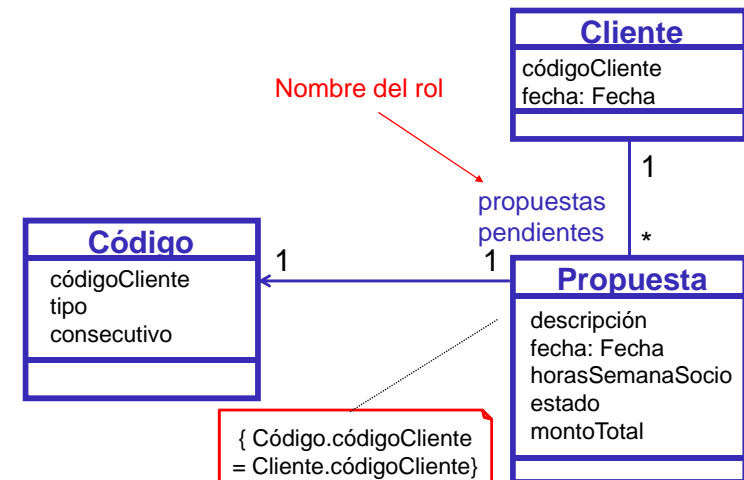 Cliente
códigoCliente
fecha: Fecha
Nombre del rol
1
propuestas
pendientes
*
Código
códigoCliente
tipo
consecutivo
1
1
Propuesta
descripción
fecha: Fecha
horasSemanaSocio
estado
montoTotal
{ Código.códigoCliente
= Cliente.códigoCliente}